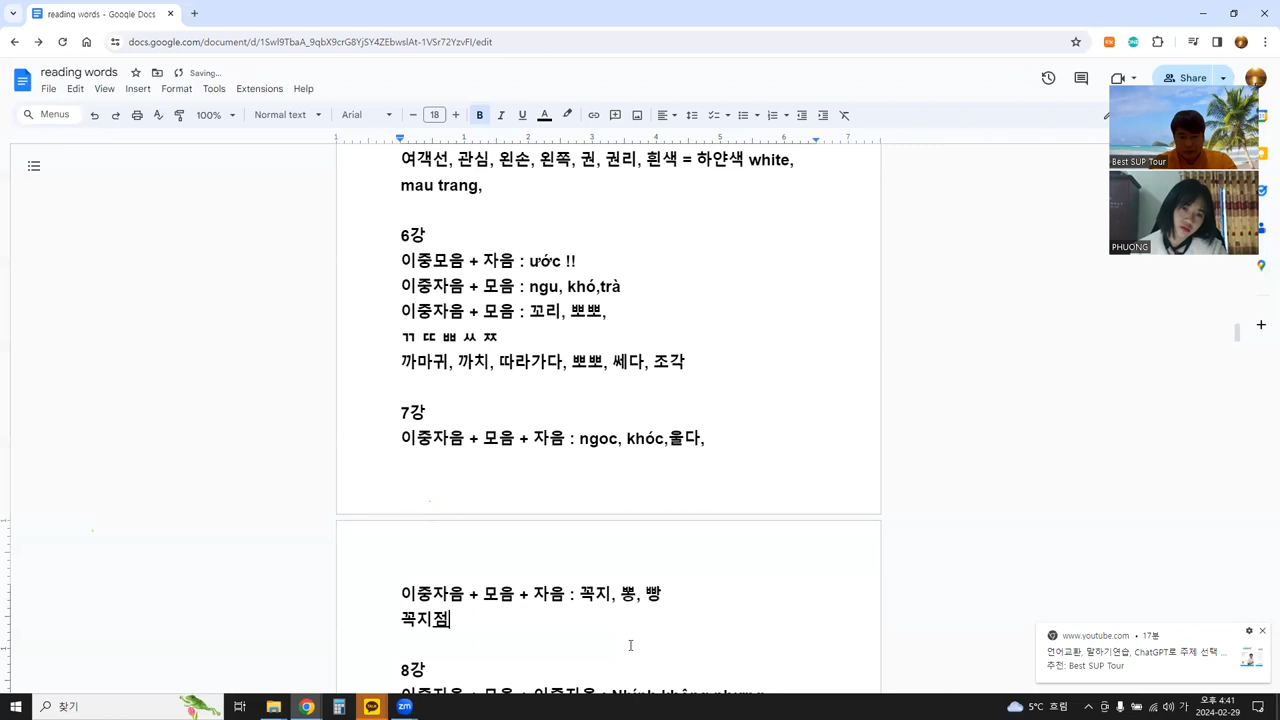 reading words - Google Docs
docs.google.com/document/d/1Swl9TbaA_9qbX9crG8YjSY4ZEbwslAt-1VSr72YzvFI/edit
reading words
Saving...
File Edit View Insert Format Tools Extensions Help
Share
Menus 100% Normal text Arial 18 B I U A
1 1 2 3 4 5 6 7
여객선, 관심, 왼손, 왼쪽, 권, 권리, 흰색 = 하얀색 white,
mau trang,
6강
이중모음 + 자음 : ước !!
이중자음 + 모음 : ngu, khó,trà
이중자음 + 모음 : 꼬리, 뽀뽀,
ㄲ ㄸ ㅃ ㅆ ㅉ
까마귀, 까치, 따라가다, 뽀뽀, 쎄다, 조각
7강
이중자음 + 모음 + 자음 : ngoc, khóc,울다,
이중자음 + 모음 + 자음 : 꼭지, 뽕, 빵
꼭지점
8강
Best SUP Tour
PHUONG
www.youtube.com • 17분
언어교환, 말하기연습, ChatGPT로 주제 선택 ...
추천: Best SUP Tour
찾기
5°C 흐림
오후 4:41
2024-02-29